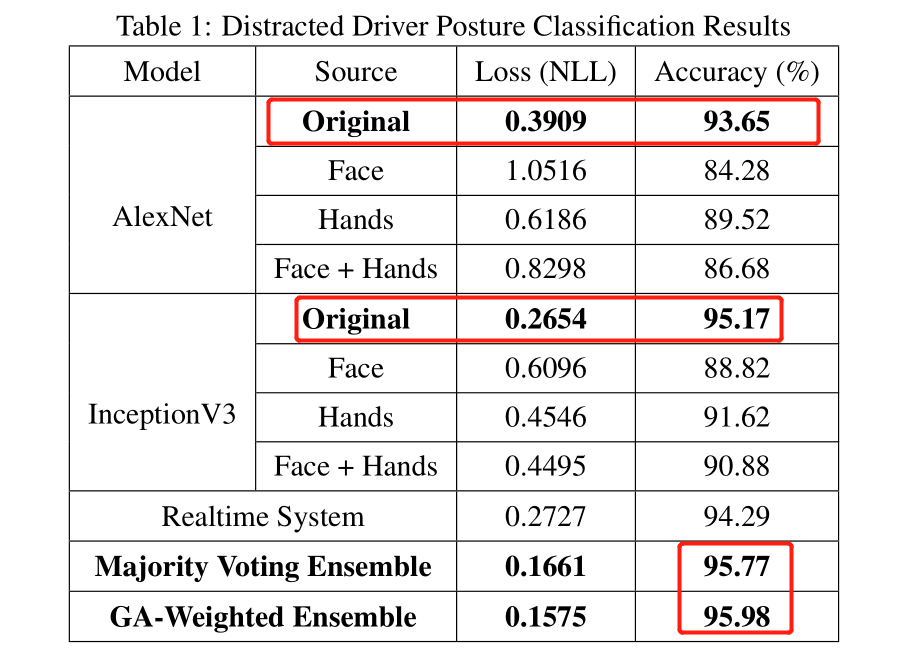 Table 1: Distracted Driver Posture Classification Results
Model Source Loss (NLL) Accuracy (%)
AlexNet
Original 0.3909 93.65
Face 1.0516 84.28
Hands 0.6186 89.52
Face + Hands 0.8298 86.68
InceptionV3
Original 0.2654 95.17
Face 0.6096 88.82
Hands 0.4546 91.62
Face + Hands 0.4495 90.88
Realtime System 0.2727 94.29
Majority Voting Ensemble 0.1661 95.77
GA-Weighted Ensemble 0.1575 95.98